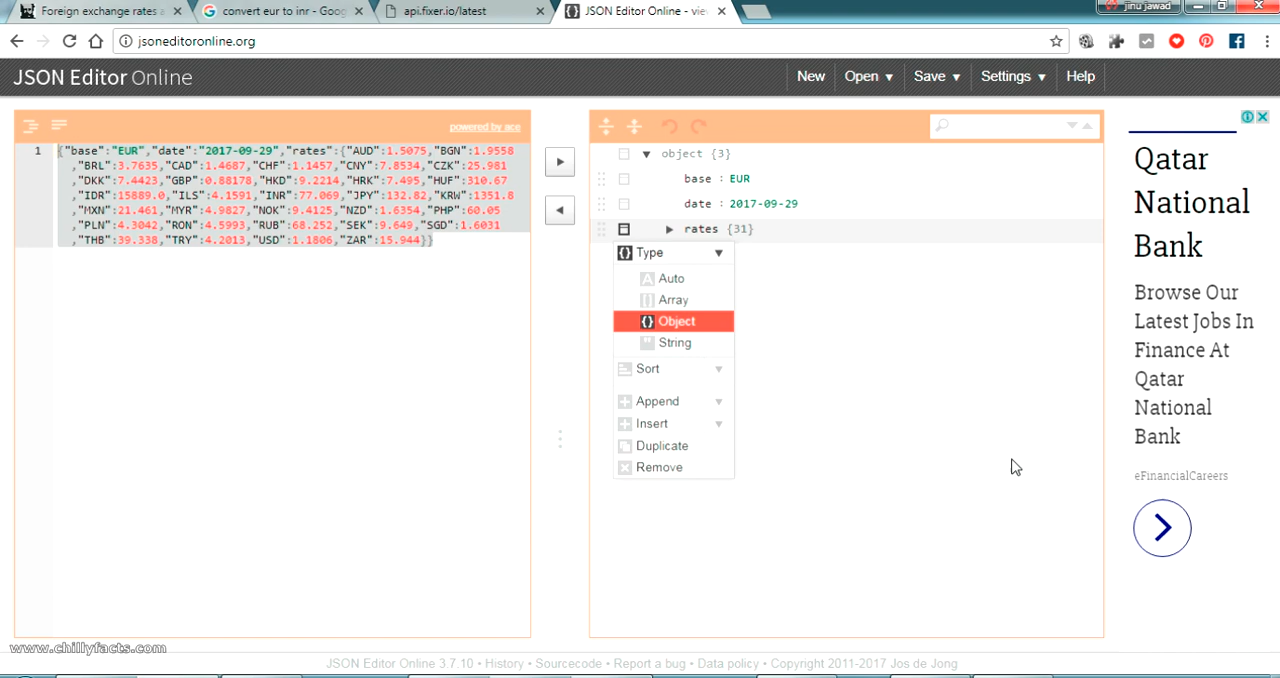 Foreign exchange rates a
convert eur to inr - Goog
api.fixer.io/latest
JSON Editor Online - vie
jinu jawad
jsoneditoronline.org
JSON Editor Online
New
Open
Save
Settings
Help
powered by ace
1
{"base":"EUR","date":"2017-09-29","rates":{"AUD":1.5075,"BGN":1.9558
,"BRL":3.7635,"CAD":1.4687,"CHF":1.1457,"CNY":7.8534,"CZK":25.981
,"DKK":7.4423,"GBP":0.88178,"HKD":9.2214,"HRK":7.495,"HUF":310.67
,"IDR":15889.0,"ILS":4.1591,"INR":77.069,"JPY":132.82,"KRW":1351.8
,"MXN":21.461,"MYR":4.9827,"NOK":9.4125,"NZD":1.6354,"PHP":60.05
,"PLN":4.3042,"RON":4.5993,"RUB":68.252,"SEK":9.649,"SGD":1.6031
,"THB":39.338,"TRY":4.2013,"USD":1.1806,"ZAR":15.944}}
object {3}
base : EUR
date : 2017-09-29
rates {31}
Type
Auto
Array
Object
String
Sort
Append
Insert
Duplicate
Remove
Qatar
National
Bank
Browse Our
Latest Jobs In
Finance At
Qatar
National
Bank
eFinancialCareers
www.chillyfacts.com
JSON Editor Online 3.7.10 • History • Sourcecode • Report a bug • Data policy • Copyright 2011-2017 Jos de Jong